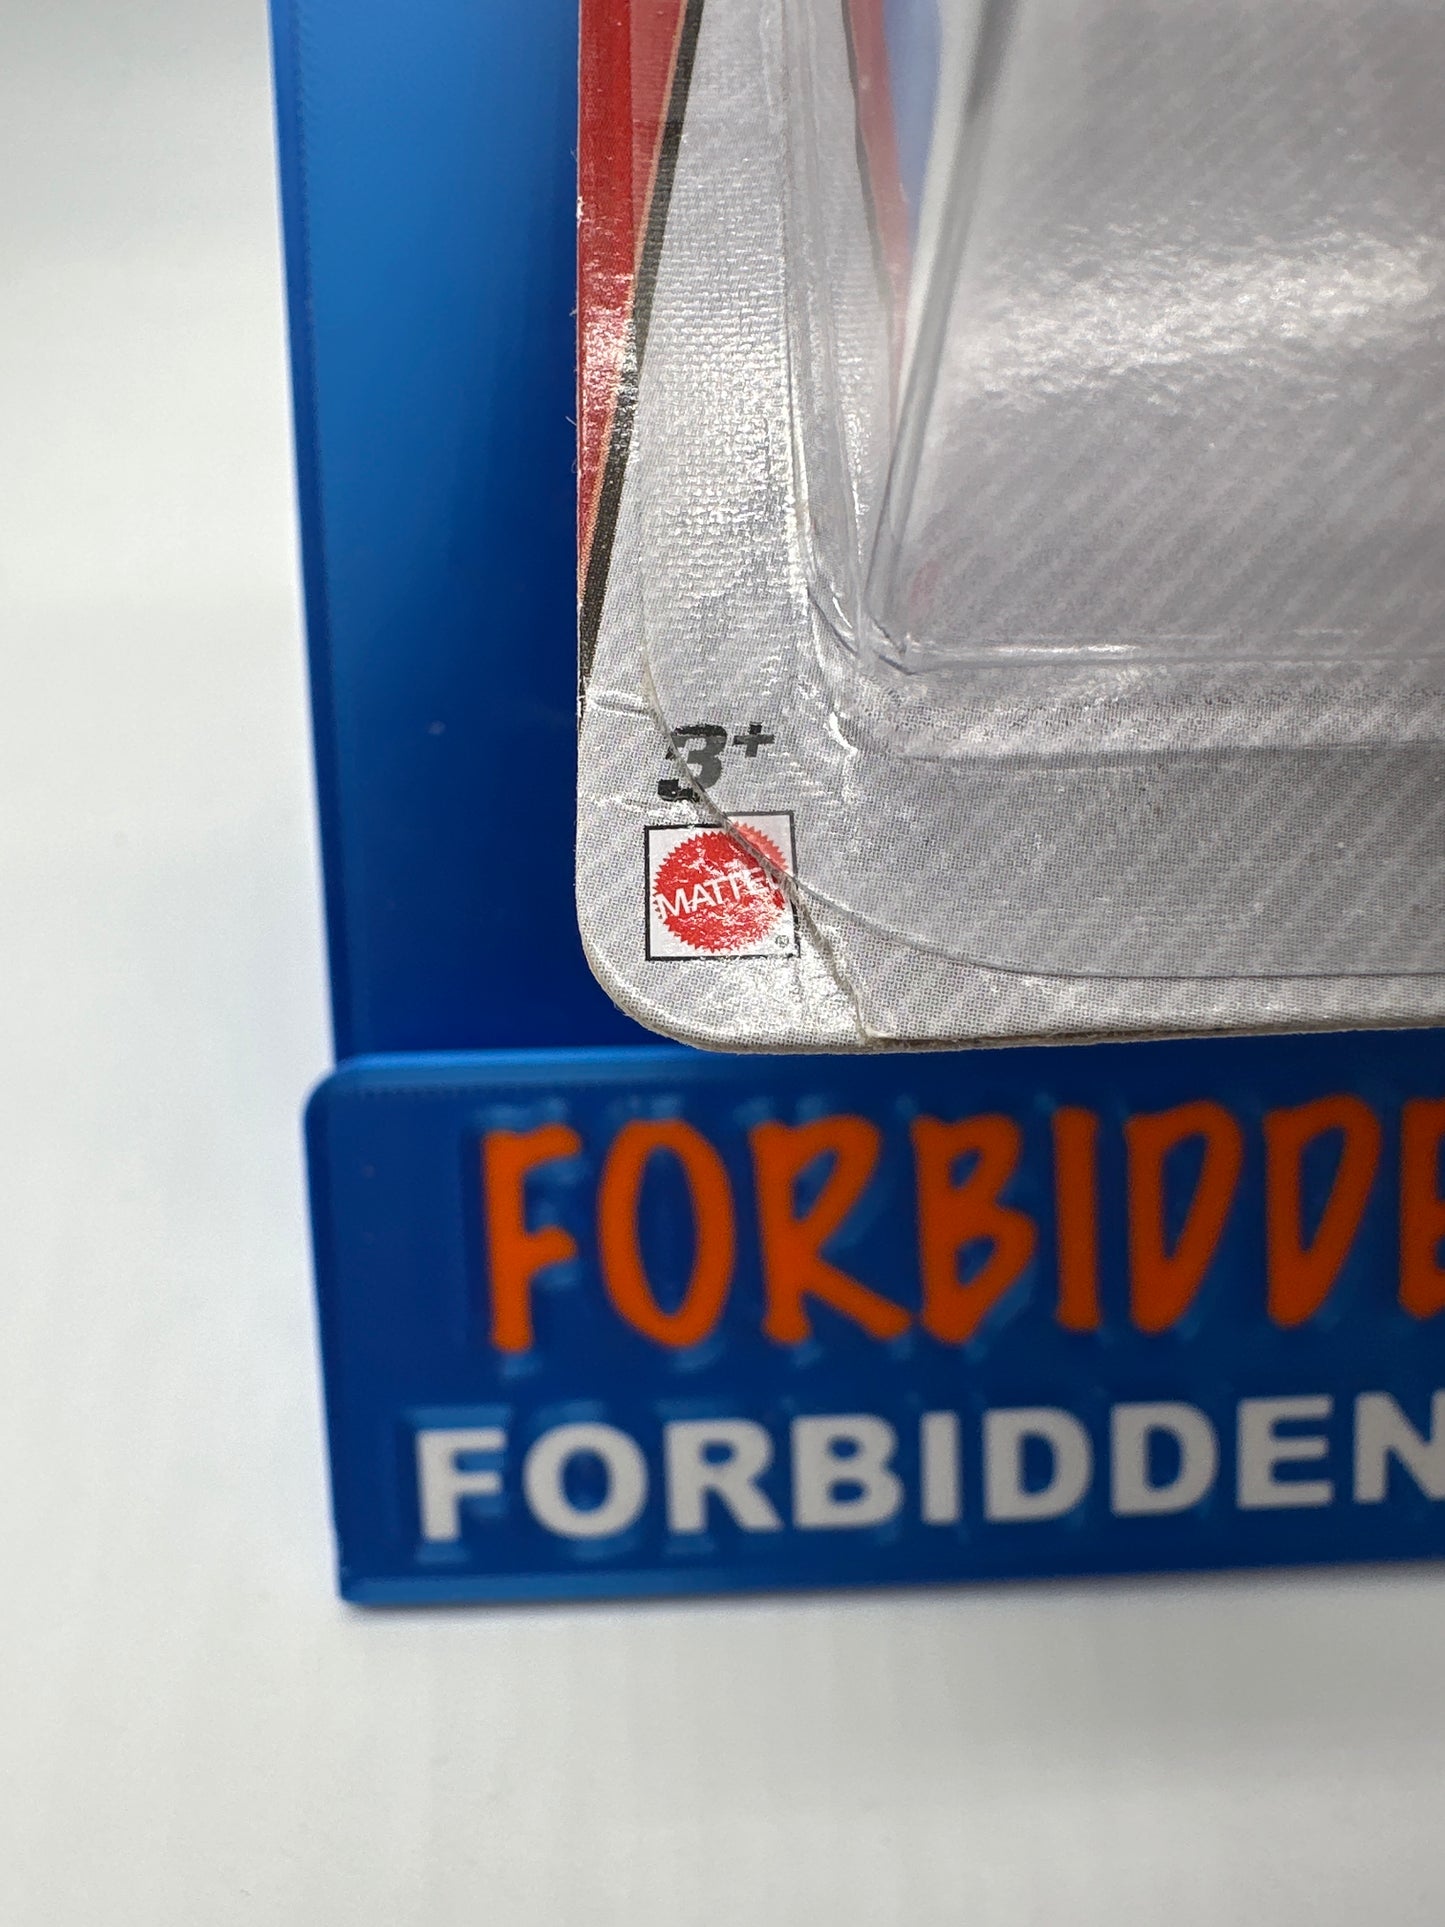 3+
MATTEL
®
FORBIDDE
FORBIDDEN